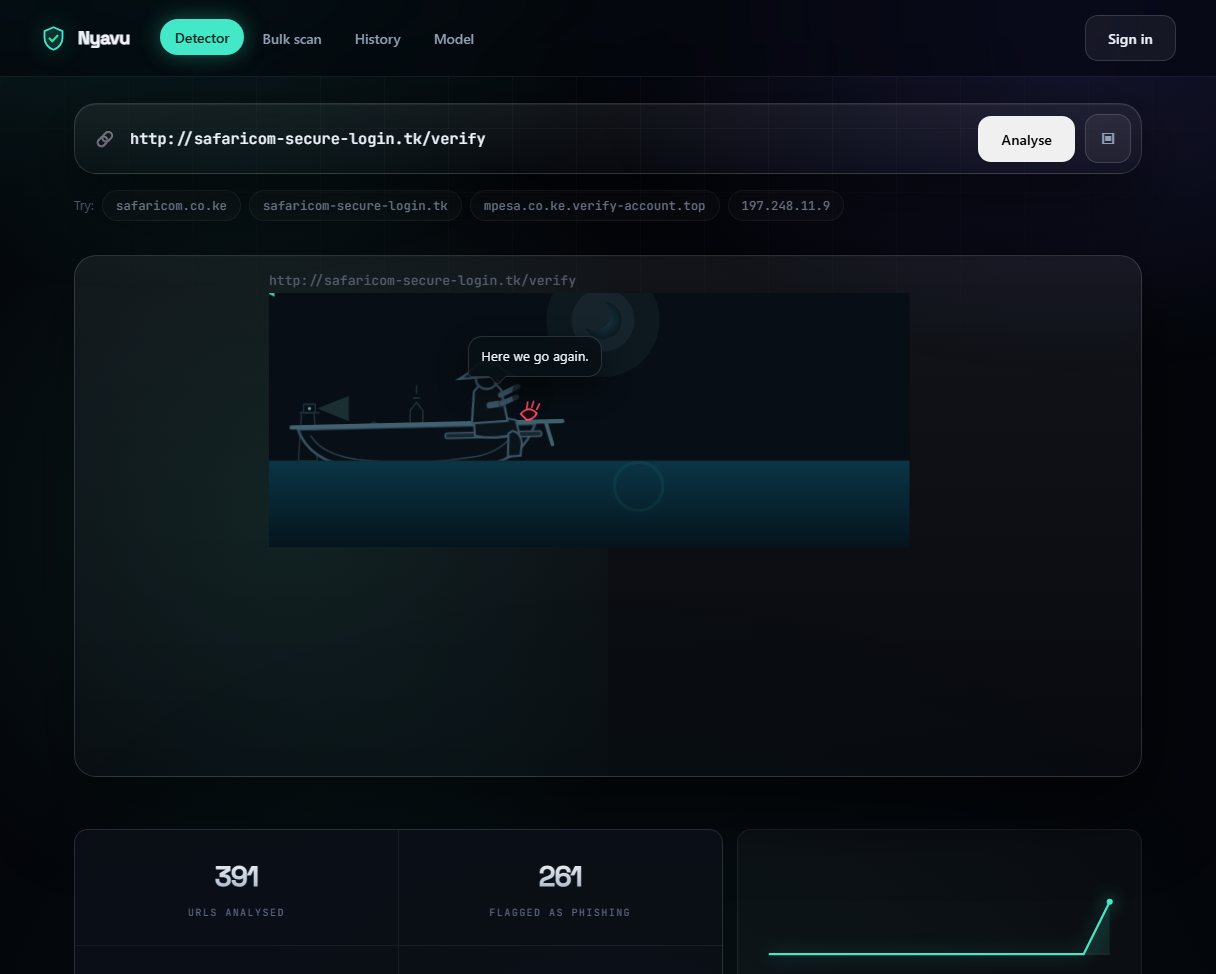 Nyavu
Detector
Bulk scan
History
Model
Sign in
http://safaricom-secure-login.tk/verify
Analyse
Try:
safaricom.co.ke
safaricom-secure-login.tk
mpesa.co.ke.verify-account.top
197.248.11.9
http://safaricom-secure-login.tk/verify
Here we go again.
391
URLS ANALYSED
261
FLAGGED AS PHISHING